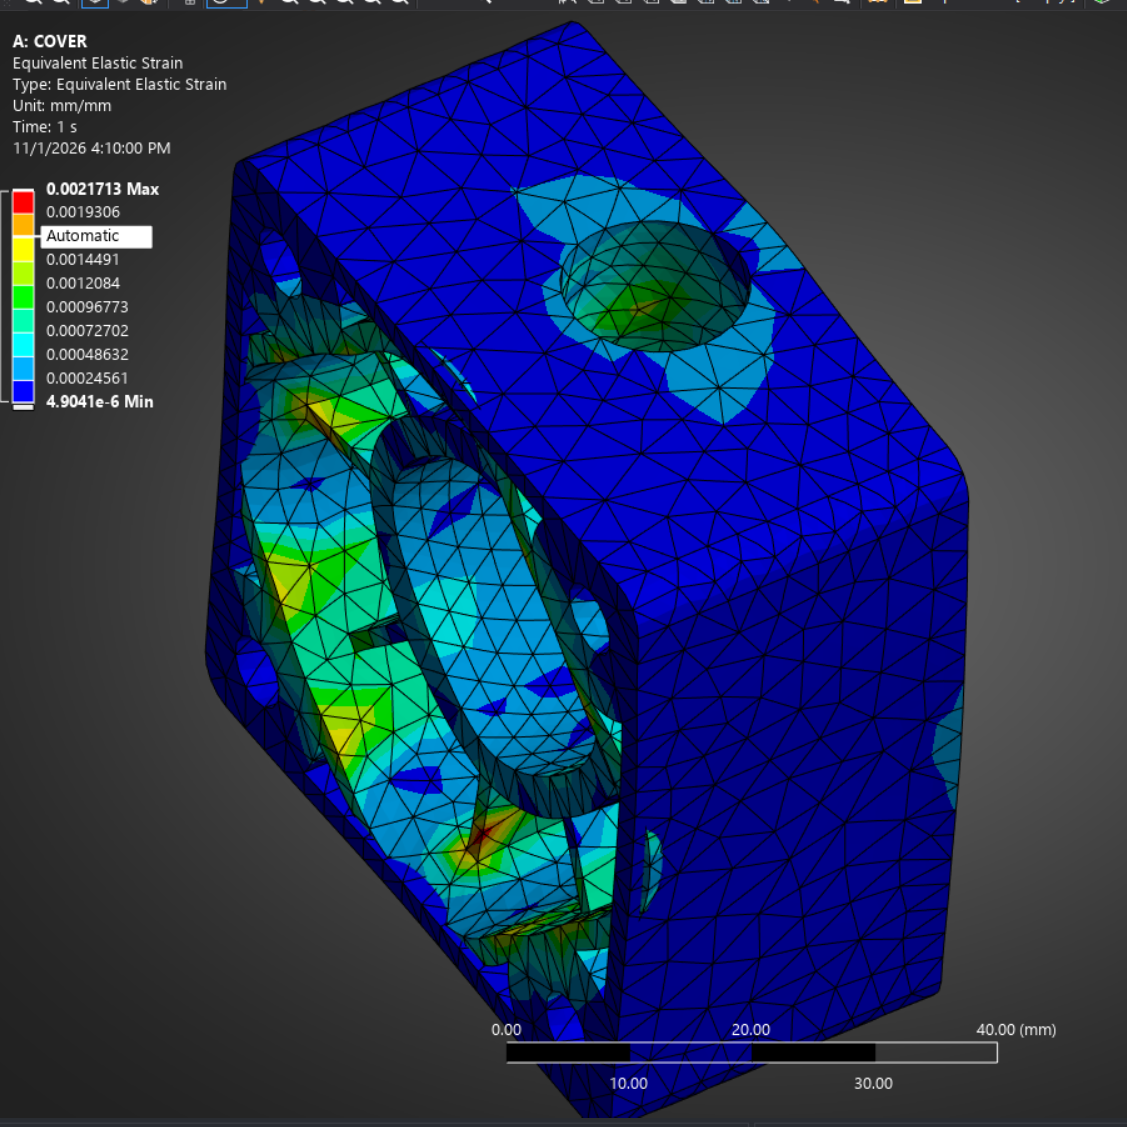 A: COVER
Equivalent Elastic Strain
Type: Equivalent Elastic Strain
Unit: mm/mm
Time: 1 s
11/1/2026 4:10:00 PM
0.0021713 Max
0.0019306
Automatic
0.0014491
0.0012084
0.00096773
0.00072702
0.00048632
0.00024561
4.9041e-6 Min
0.00 20.00 40.00 (mm)
10.00 30.00